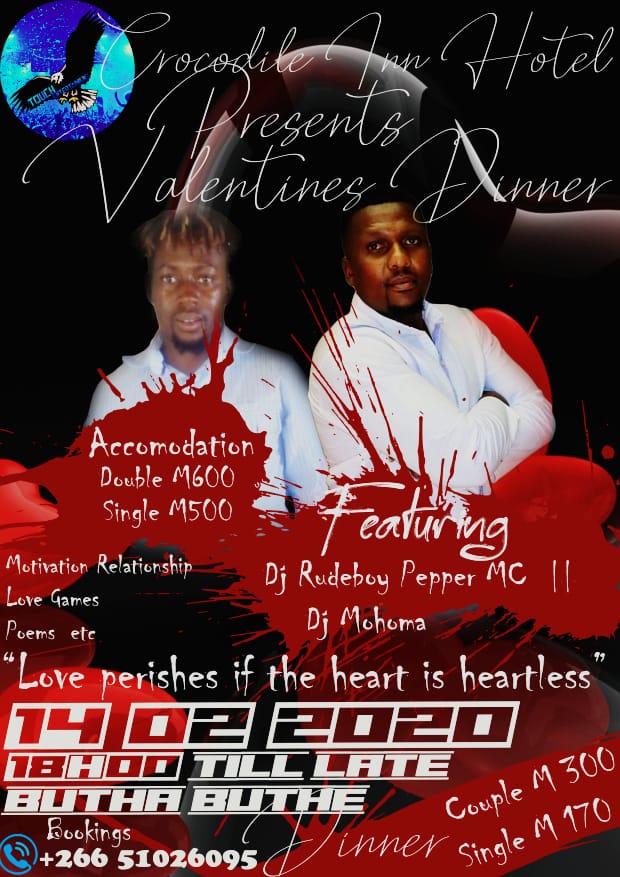 TOUCH
Crocodile Inn Hotel
Presents
Valentines Dinner
Accomodation
Double M600
Single M500
Featuring
Dj Rudeboy Pepper MC ||
Dj Mohoma
Motivation Relationship
Love Games
Poems etc
"Love perishes if the heart is heartless"
14 02 2020
18H00 TILL LATE
BUTHA BUTHE
Bookings
+266 51026095
Dinner
Couple M 300
Single M 170